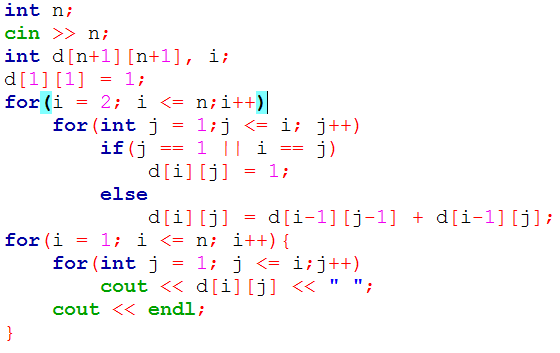 int n;
cin >> n;
int d[n+1][n+1], i;
d[1][1] = 1;
for(i = 2; i <= n;i++)
    for(int j = 1;j <= i; j++)
        if(j == 1 || i == j)
            d[i][j] = 1;
        else
            d[i][j] = d[i-1][j-1] + d[i-1][j];
for(i = 1; i <= n; i++){
    for(int j = 1; j <= i;j++)
        cout << d[i][j] << " ";
    cout << endl;
}